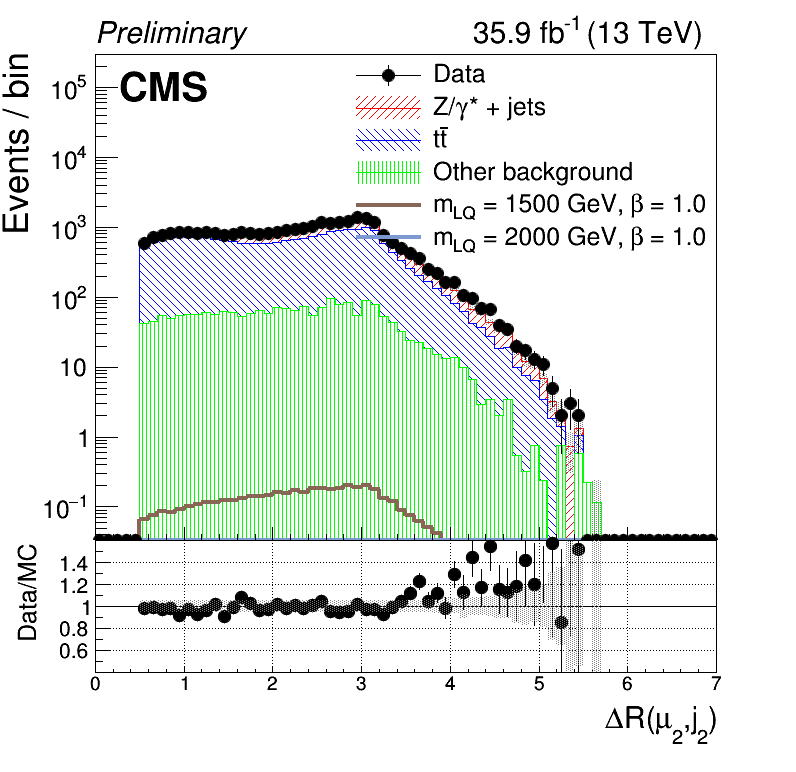 Preliminary 35.9 fb⁻¹ (13 TeV)
CMS
Events / bin
10⁵
10⁴
10³
10²
10
1
10⁻¹
Data
Z/γ* + jets
tt̄
Other background
m_LQ = 1500 GeV, β = 1.0
m_LQ = 2000 GeV, β = 1.0
Data/MC
1.4
1.2
1
0.8
0.6
0 1 2 3 4 5 6 7
ΔR(μ₂,j₂)